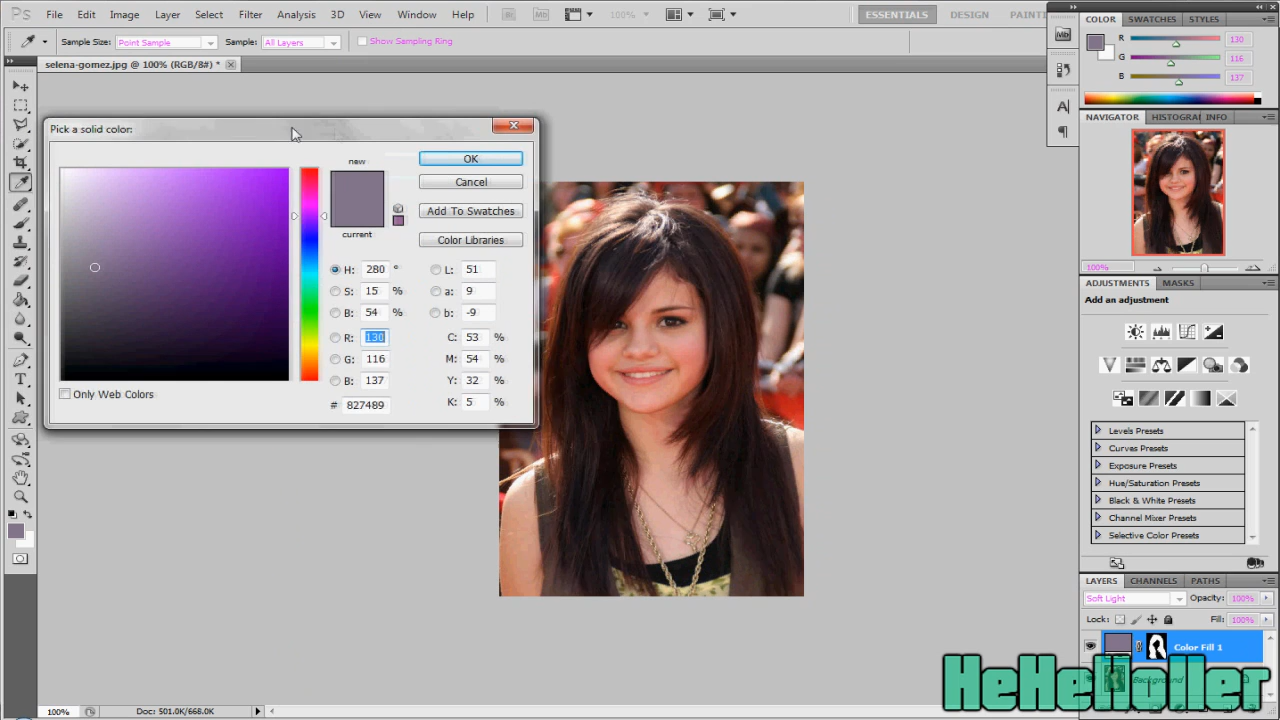 PS File Edit Image Layer Select Filter Analysis 3D View Window Help Br Mb 100% ESSENTIALS DESIGN
Sample Size: Point Sample Sample: All Layers Show Sampling Ring
selena-gomez.jpg @ 100% (RGB/8#) *
Pick a solid color:
new
current
OK
Cancel
Add To Swatches
Color Libraries
H: 280 °
S: 15 %
B: 54 %
R: 130
G: 116
B: 137
# 827489
L: 51
a: 9
b: -9
C: 53 %
M: 54 %
Y: 32 %
K: 5 %
Only Web Colors
Mb
A
COLOR SWATCHES STYLES
R 130
G 116
B 137
NAVIGATOR HISTOGRA INFO
100%
ADJUSTMENTS MASKS
Add an adjustment
Levels Presets
Curves Presets
Exposure Presets
Hue/Saturation Presets
Black & White Presets
Channel Mixer Presets
Selective Color Presets
LAYERS CHANNELS PATHS
Soft Light Opacity: 100%
Lock: Fill: 100%
Color Fill 1
Background
HeHeHoller
100% Doc: 501.0K/668.0K